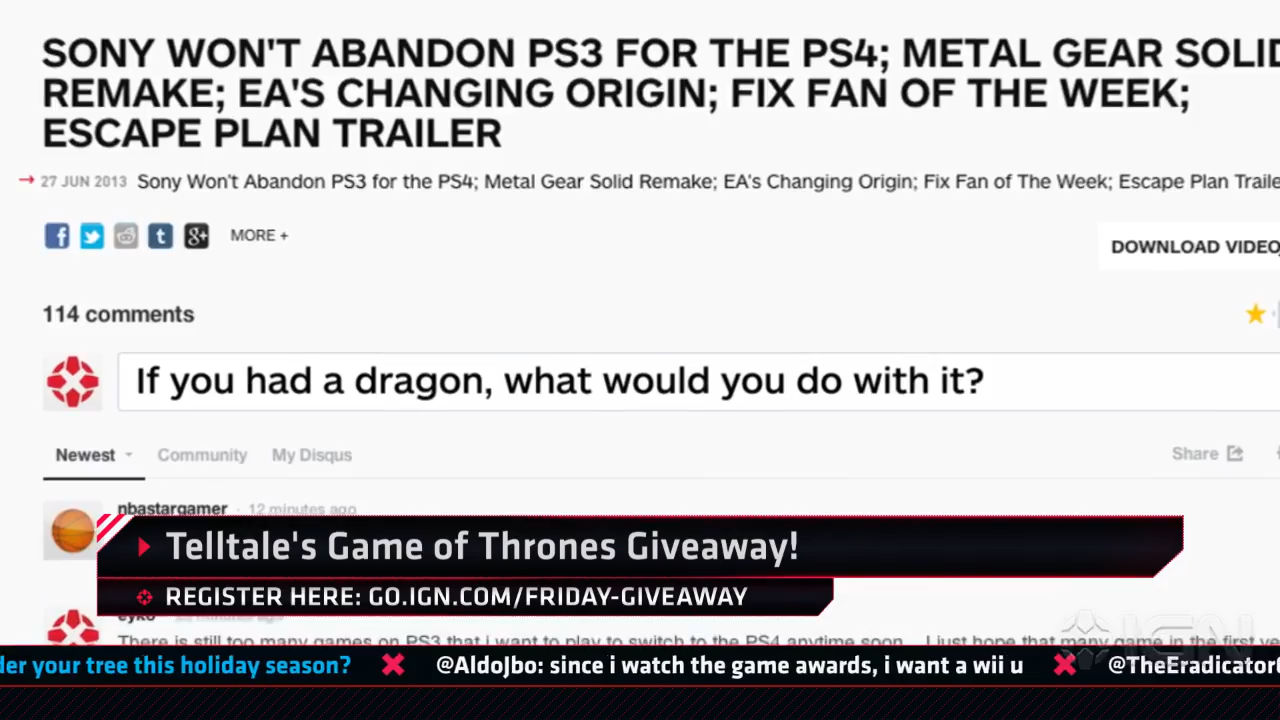 SONY WON'T ABANDON PS3 FOR THE PS4; METAL GEAR SOLID
REMAKE; EA'S CHANGING ORIGIN; FIX FAN OF THE WEEK;
ESCAPE PLAN TRAILER
27 JUN 2013 Sony Won't Abandon PS3 for the PS4; Metal Gear Solid Remake; EA's Changing Origin; Fix Fan of The Week; Escape Plan Traile
MORE +
DOWNLOAD VIDEO
114 comments
If you had a dragon, what would you do with it?
Newest Community My Disqus Share
nbastargamer · 12 minutes ago
Telltale's Game of Thrones Giveaway!
REGISTER HERE: GO.IGN.COM/FRIDAY-GIVEAWAY
There is still too many games on PS3 that i want to play to switch to the PS4 anytime soon I just hope that many game in the first ye
IGN
der your tree this holiday season? @AldoJbo: since i watch the game awards, i want a wii u @TheEradicator